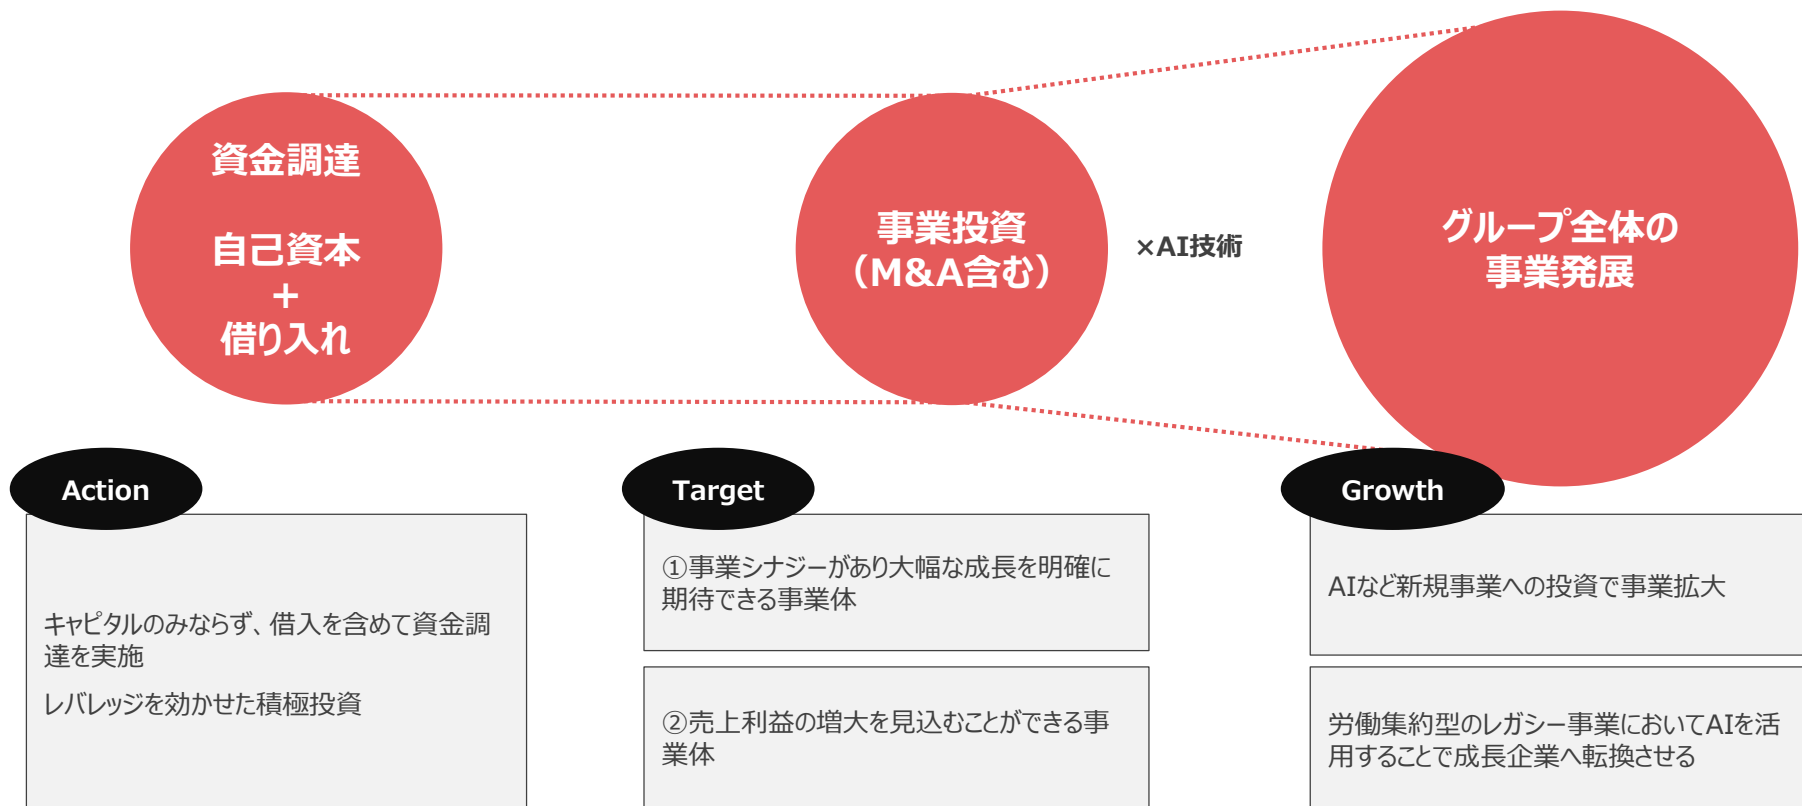 資金調達
自己資本
+
借り入れ
事業投資
（M&A含む）
×AI技術
グループ全体の
事業発展
Action
キャピタルのみならず、借入を含めて資金調
達を実施
レバレッジを効かせた積極投資
Target
①事業シナジーがあり大幅な成長を明確に
期待できる事業体
②売上利益の増大を見込むことができる事
業体
Growth
AIなど新規事業への投資で事業拡大
労働集約型のレガシー事業においてAIを活
用することで成長企業へ転換させる